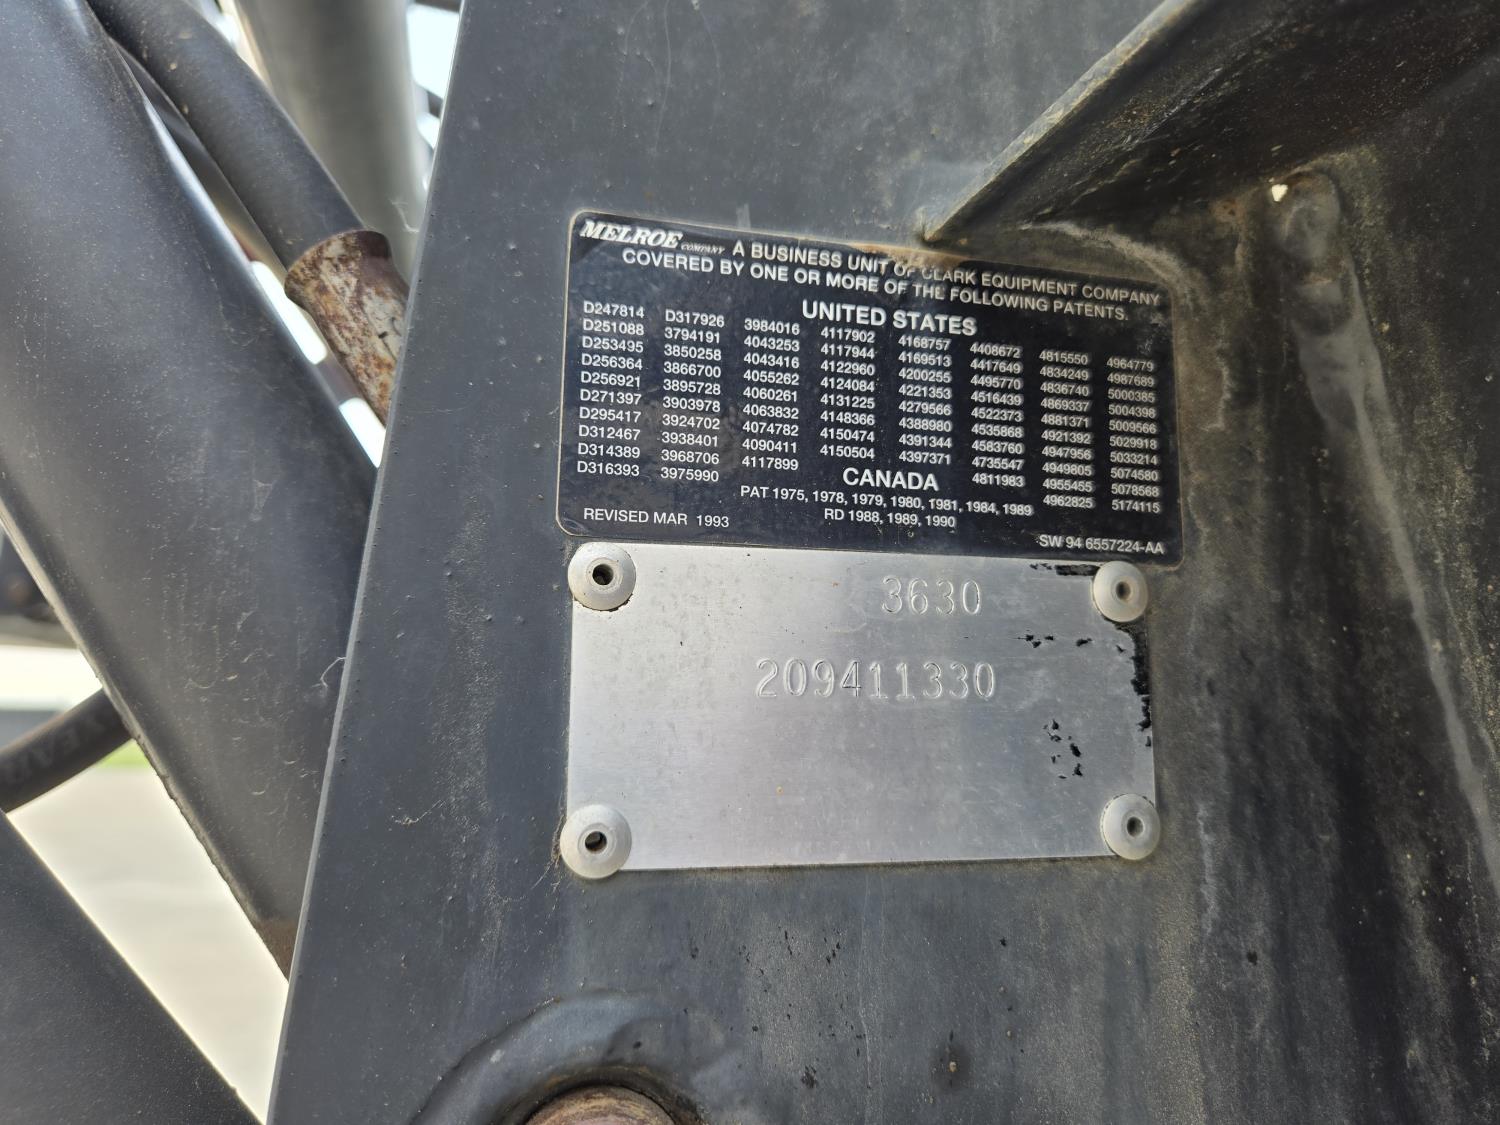 MELROE COMPANY A BUSINESS UNIT OF CLARK EQUIPMENT COMPANY
COVERED BY ONE OR MORE OF THE FOLLOWING PATENTS.
UNITED STATES
D247814 D317926 3984016 4117902 4168757 4408672 4815550 4964779
D251088 3794191 4043253 4117944 4169513 4417649 4834249 4987689
D253495 3850258 4043416 4122960 4200255 4495770 4836740 5000385
D256364 3866700 4055262 4124084 4221353 4516439 4869337 5004398
D256921 3895728 4060261 4131225 4279566 4522373 4881371 5009566
D271397 3903978 4063832 4148366 4388980 4535868 4921392 5029918
D295417 3924702 4074782 4150474 4391344 4583760 4947956 5033214
D312467 3938401 4090411 4150504 4397371 4735547 4949805 5074580
D314389 3968706 4117899 4811983 4955455 5078568
D316393 3975990 4962825 5174115
CANADA
PAT 1975, 1978, 1979, 1980, 1981, 1984, 1989
RD 1988, 1989, 1990
REVISED MAR 1993
SW 94 6557224-AA
3630
209411330